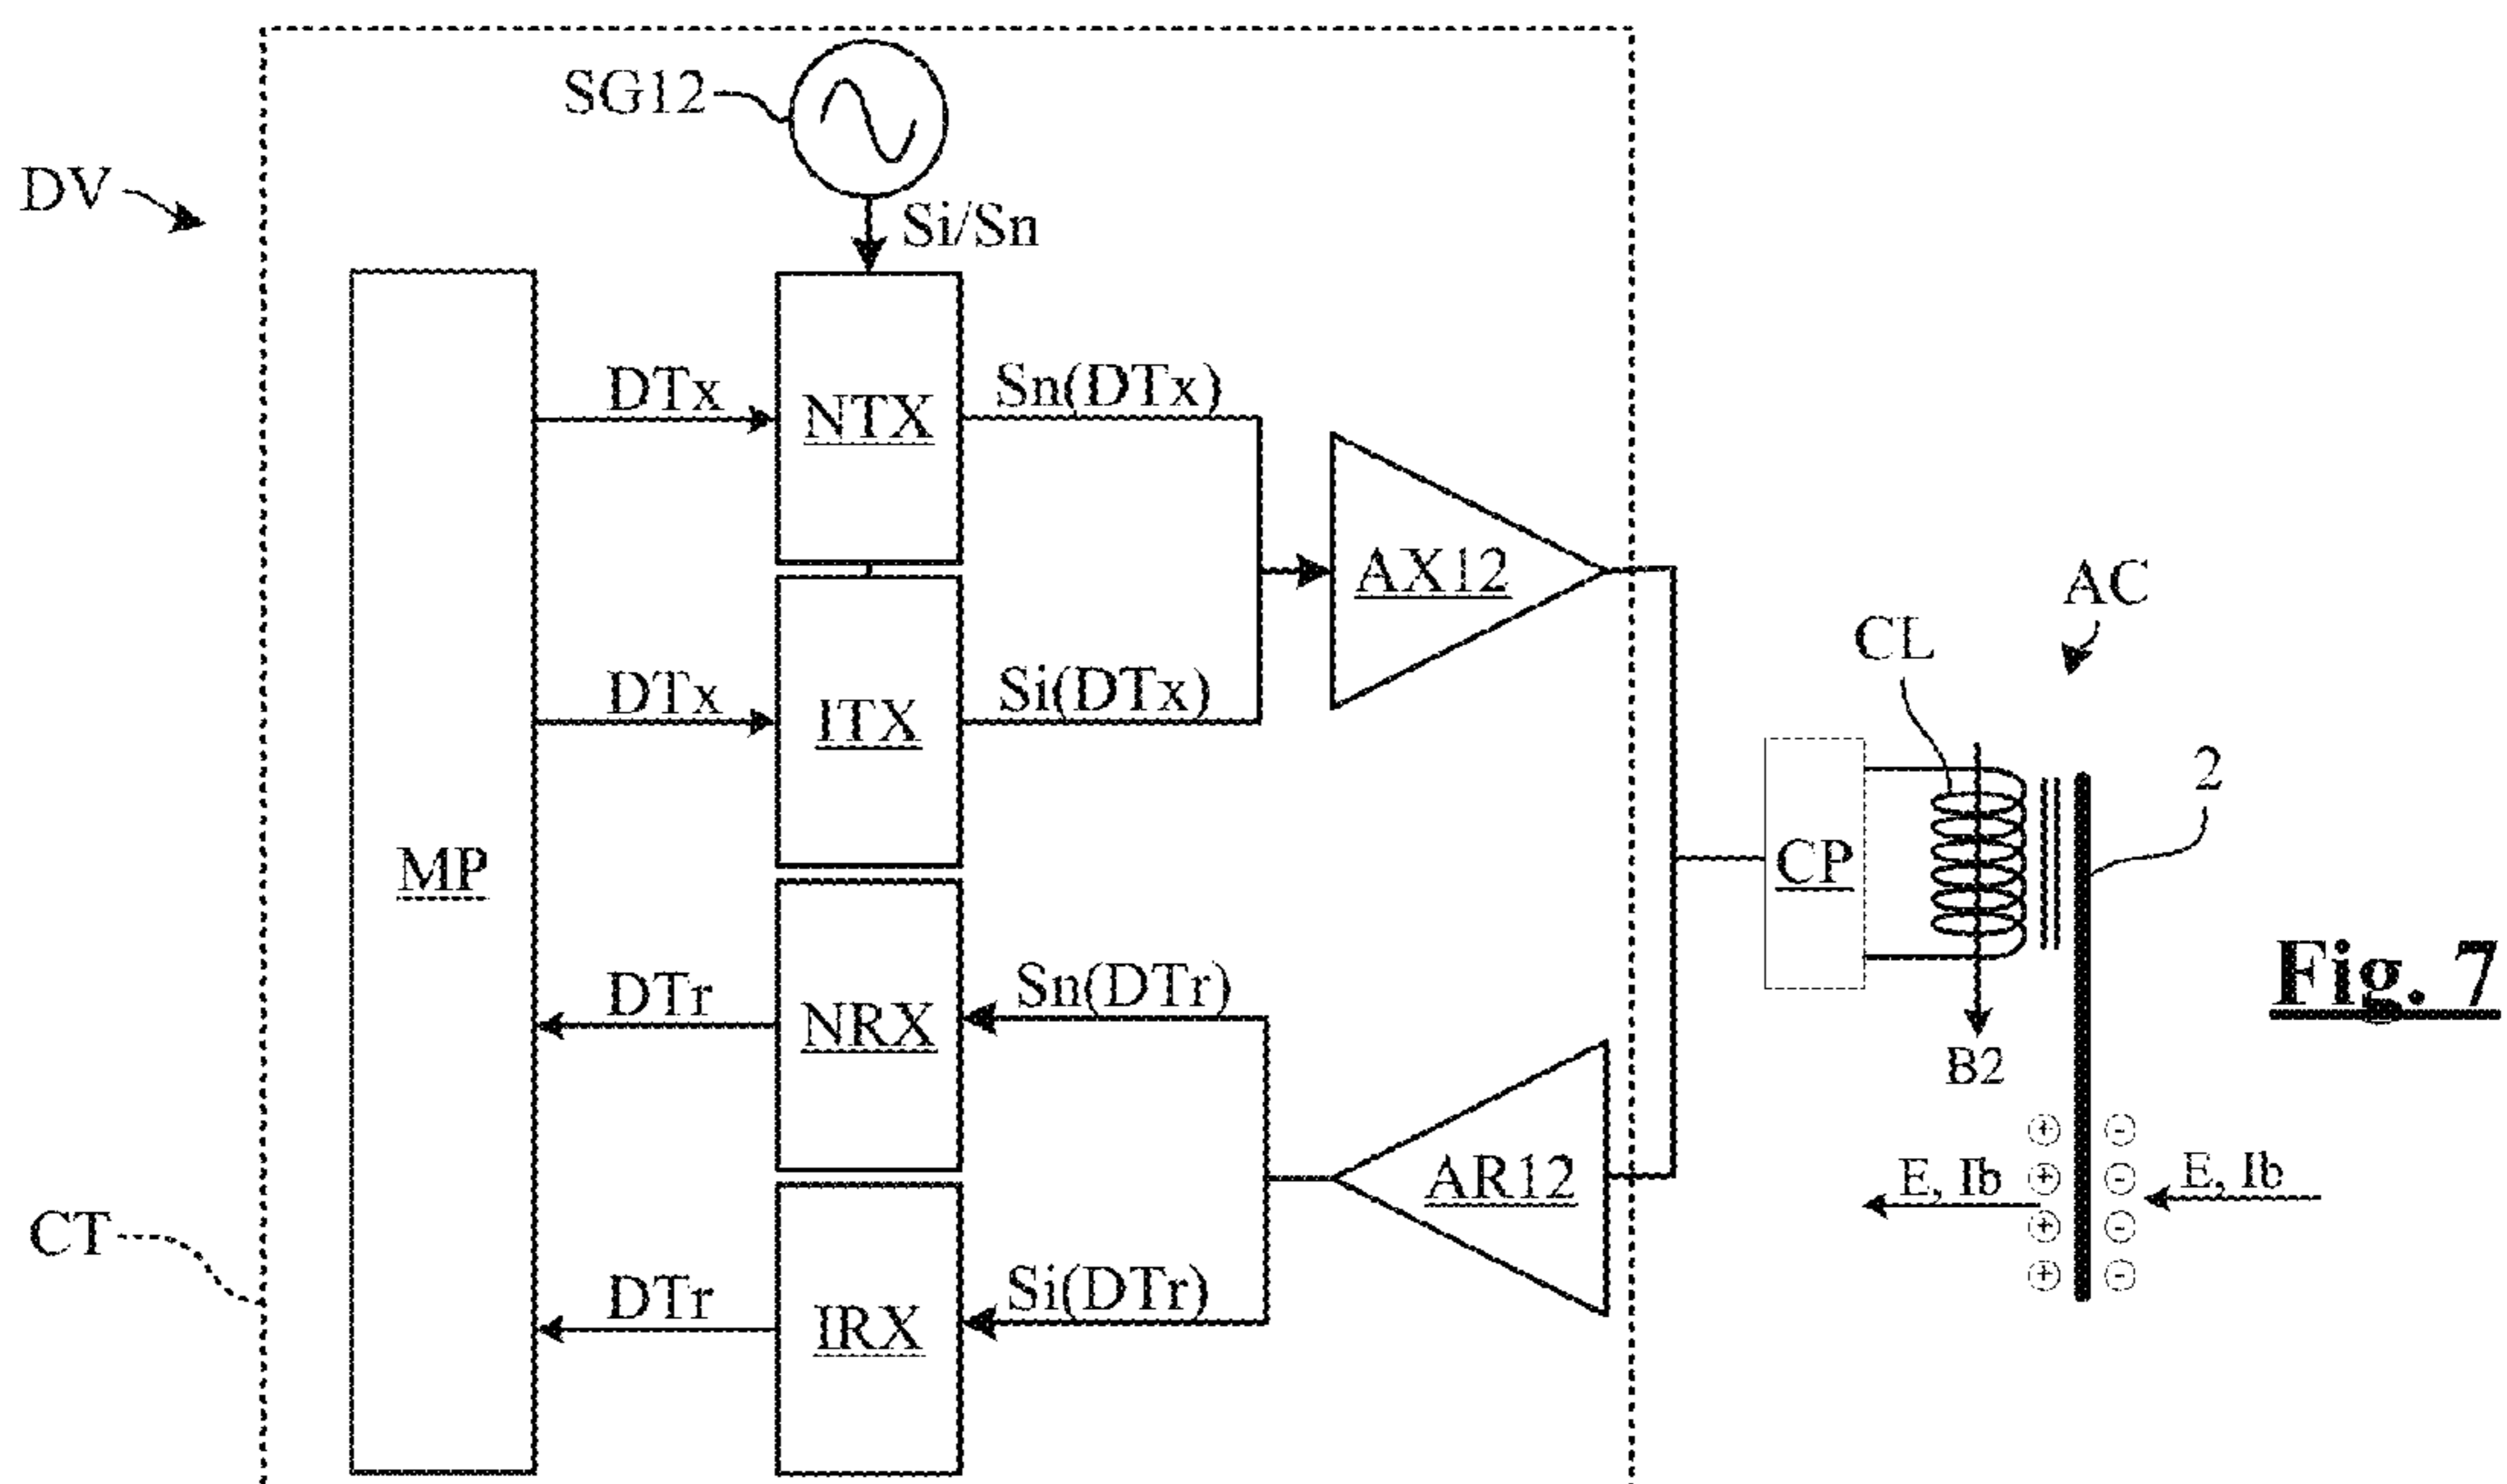 SG12
DV
Si/Sn
DTx
NTX
Sn(DTx)
AX12
AC
CL
DTx
ITX
Si(DTx)
2
MP
CP
Fig. 7
DTr
NRX
Sn(DTr)
B2
+ -
AR12
E, Ib
+ -
E, Ib
CT
+ -
DTr
IRX
Si(DTr)
+ -